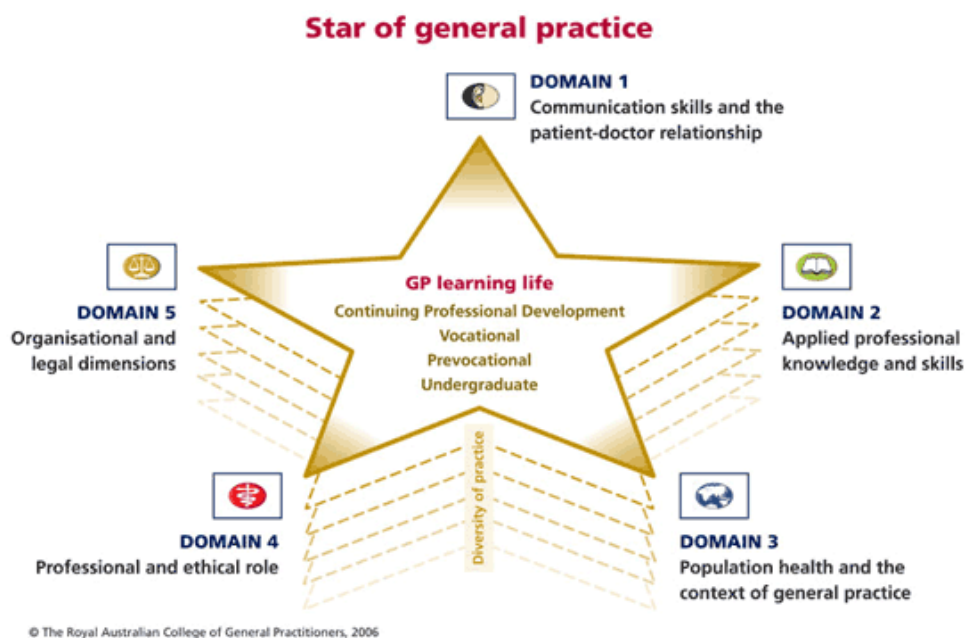 Star of general practice
DOMAIN 1
Communication skills and the
patient-doctor relationship
DOMAIN 5
Organisational and
legal dimensions
GP learning life
Continuing Professional Development
Vocational
Prevocational
Undergraduate
DOMAIN 2
Applied professional
knowledge and skills
Diversity of practice
DOMAIN 4
Professional and ethical role
DOMAIN 3
Population health and the
context of general practice
© The Royal Australian College of General Practitioners, 2006